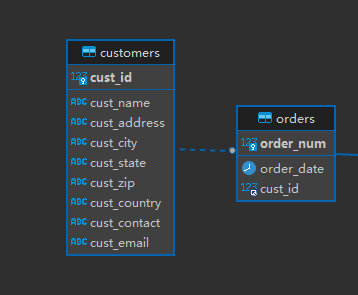 customers
123 cust_id
ABC cust_name
ABC cust_address
ABC cust_city
ABC cust_state
ABC cust_zip
ABC cust_country
ABC cust_contact
ABC cust_email
orders
123 order_num
order_date
123 cust_id